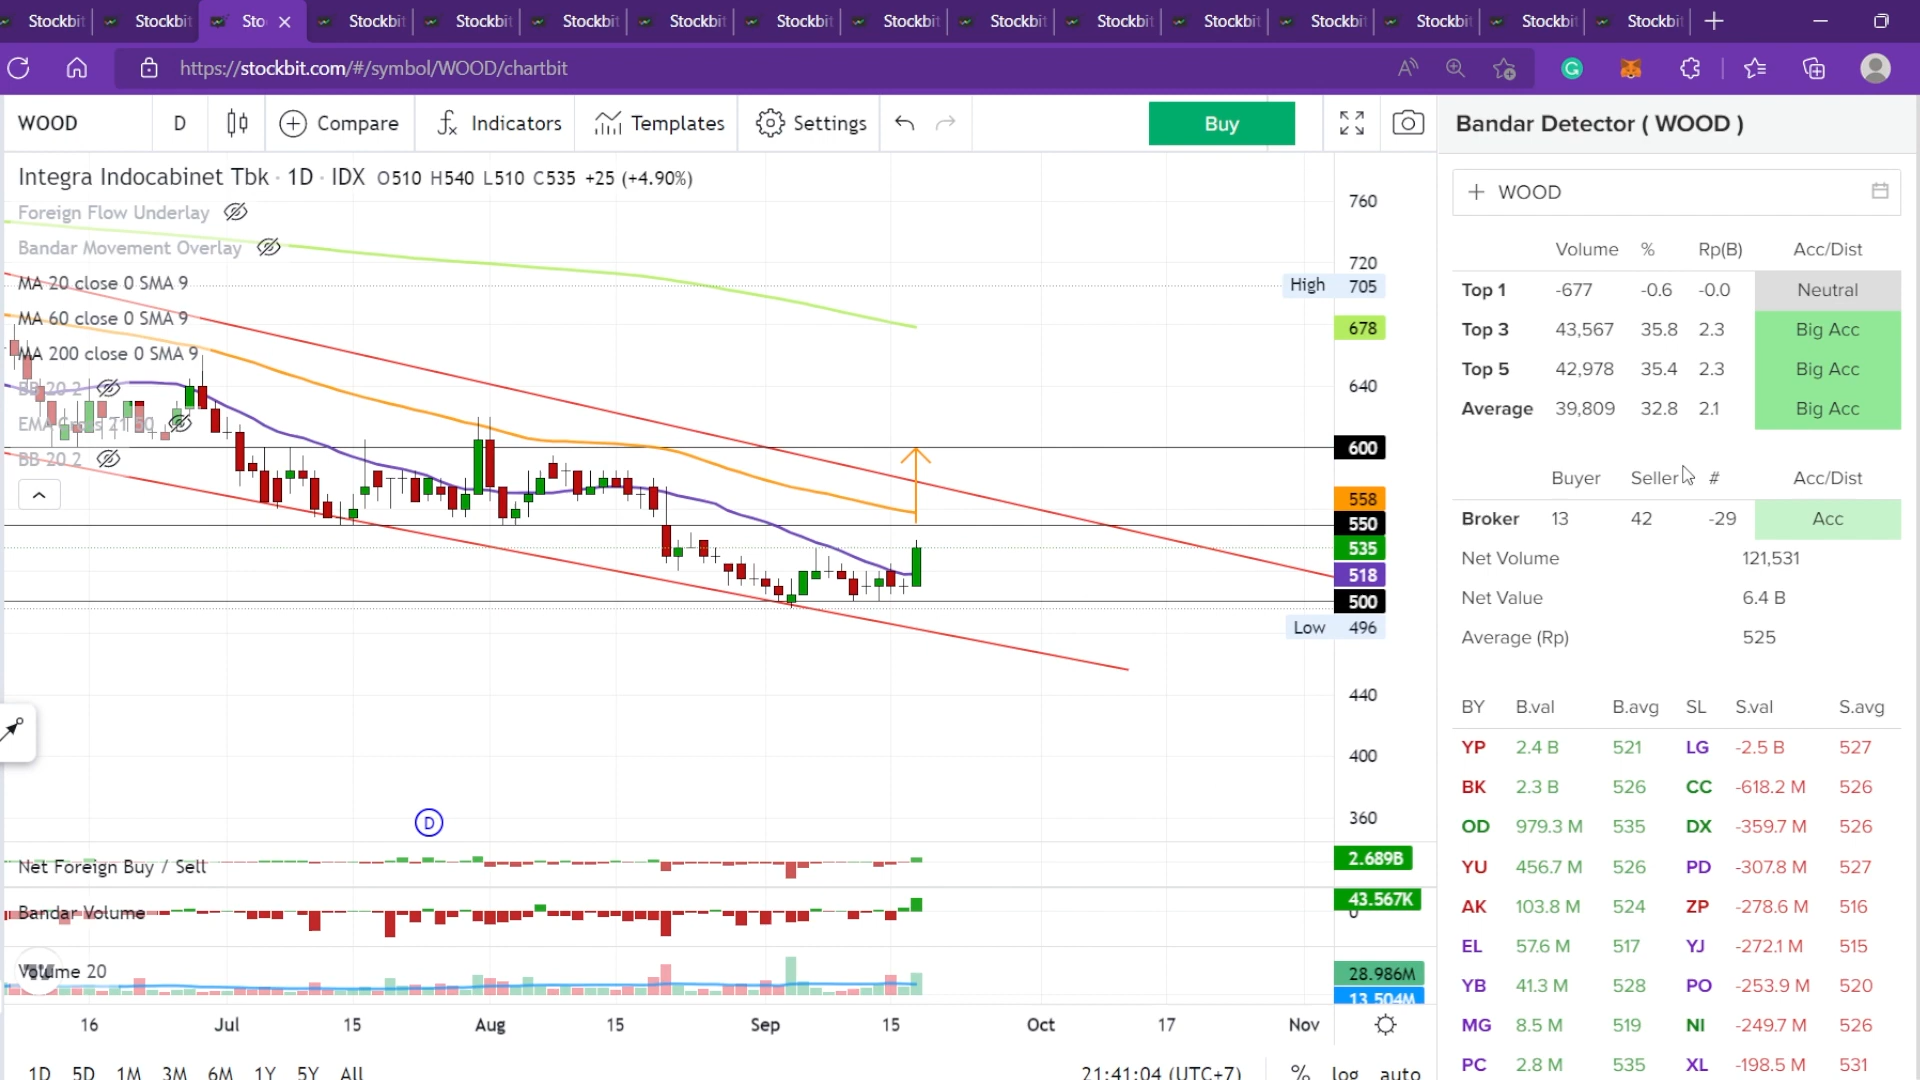 Stockbit Stockbit Sto Stockbit Stockbit Stockbit Stockbit Stockbit Stockbit Stockbit Stockbit Stockbit Stockbit Stockbit Stockbit Stockbit
https://stockbit.com/#/symbol/WOOD/chartbit
WOOD D Compare Indicators Templates Settings Buy
Bandar Detector ( WOOD )
Integra Indocabinet Tbk · 1D · IDX O510 H540 L510 C535 +25 (+4.90%)
Foreign Flow Underlay
Bandar Movement Overlay
MA 20 close 0 SMA 9
MA 60 close 0 SMA 9
MA 200 close 0 SMA 9
BB 20 2
EMA Cross 21 50
BB 20 2
760
720
High 705
678
640
600
558
550
535
518
500
Low 496
440
400
360
D
Net Foreign Buy / Sell 2.689B
Bandar Volume 43.567K
0
Volume 20 28.986M
13.504M
16 Jul 15 Aug 15 Sep 15 Oct 17 Nov
1D 5D 1M 3M 6M 1Y 5Y All 21:41:04 (UTC+7) % log auto
WOOD
Volume % Rp(B) Acc/Dist
Top 1 -677 -0.6 -0.0 Neutral
Top 3 43,567 35.8 2.3 Big Acc
Top 5 42,978 35.4 2.3 Big Acc
Average 39,809 32.8 2.1 Big Acc
Buyer Seller # Acc/Dist
Broker 13 42 -29 Acc
Net Volume 121,531
Net Value 6.4 B
Average (Rp) 525
BY B.val B.avg SL S.val S.avg
YP 2.4 B 521 LG -2.5 B 527
BK 2.3 B 526 CC -618.2 M 526
OD 979.3 M 535 DX -359.7 M 526
YU 456.7 M 526 PD -307.8 M 527
AK 103.8 M 524 ZP -278.6 M 516
EL 57.6 M 517 YJ -272.1 M 515
YB 41.3 M 528 PO -253.9 M 520
MG 8.5 M 519 NI -249.7 M 526
PC 2.8 M 535 XL -198.5 M 531